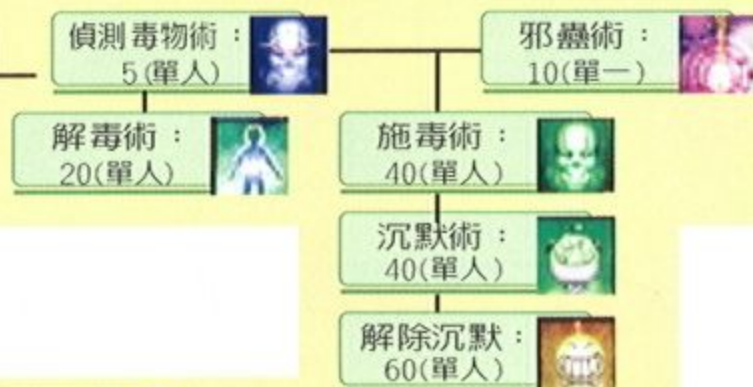 偵測毒物術：
5(單人)
邪蠱術：
10(單一)
解毒術：
20(單人)
施毒術：
40(單人)
沉默術：
40(單人)
解除沉默：
60(單人)